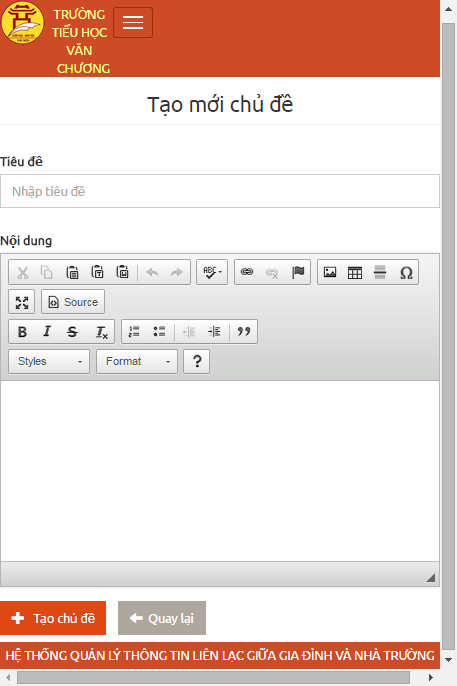 TRƯỜNG
TIỂU HỌC
VĂN
CHƯƠNG
Tạo mới chủ đề
Tiêu đề
Nhập tiêu đề
Nội dung
ABC
Source
B I S Tx
Styles Format ?
Tạo chủ đề Quay lại
HỆ THỐNG QUẢN LÝ THÔNG TIN LIÊN LẠC GIỮA GIA ĐÌNH VÀ NHÀ TRƯỜNG